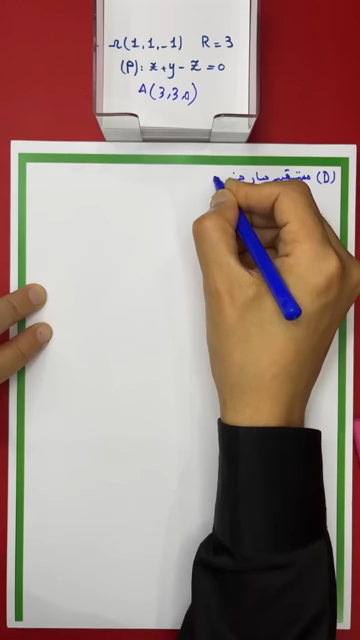 Ω(1,1,-1) R = 3
(P): x+y-z=0
A(3,3,1)
(D) مستقيم مار من